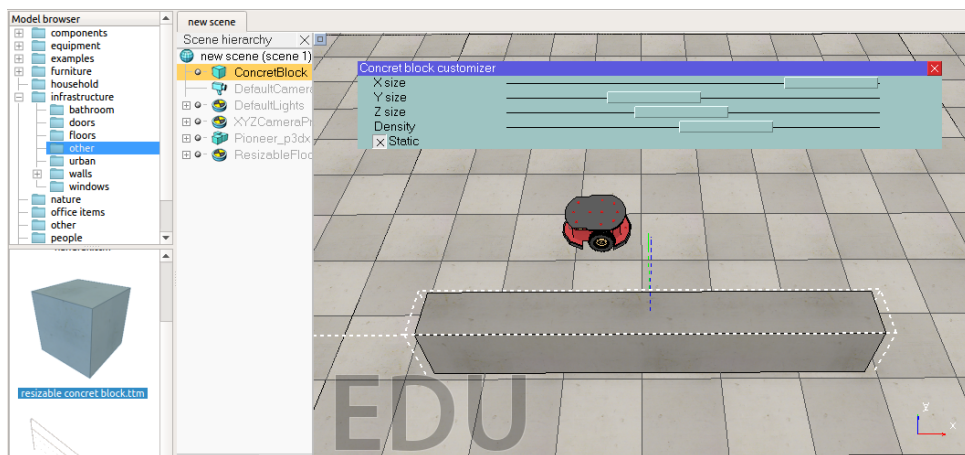 Model browser
components
equipment
examples
furniture
household
infrastructure
bathroom
doors
floors
other
urban
walls
windows
nature
office items
other
people
resizable concret block.ttm
new scene
Scene hierarchy
new scene (scene 1)
ConcretBlock
DefaultCamera
DefaultLights
XYZCameraPr
Pioneer_p3dx
ResizableFloo
Concret block customizer
X size
Y size
Z size
Density
Static
EDU
x